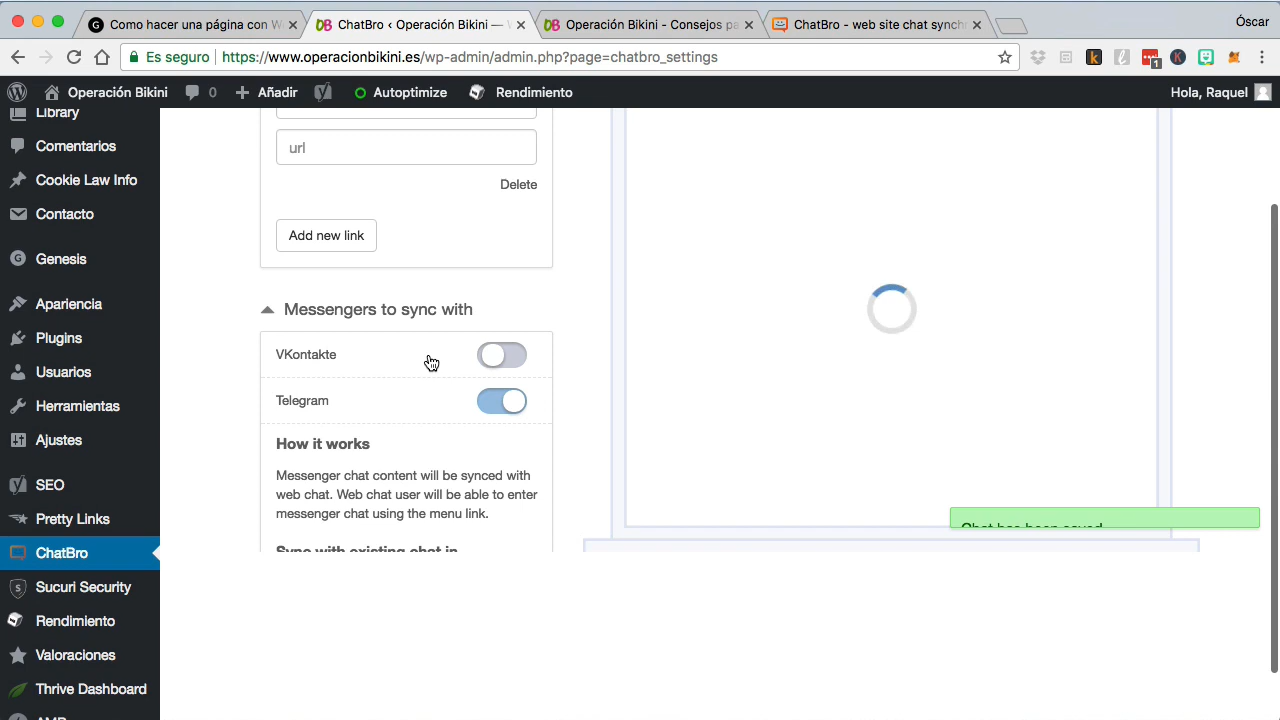 Como hacer una página con W
ChatBro ‹ Operación Bikini — W
Operación Bikini - Consejos pa
ChatBro - web site chat synchr
Óscar
Es seguro
https://www.operacionbikini.es/wp-admin/admin.php?page=chatbro_settings
1
Operación Bikini
0
Añadir
Autoptimize
Rendimiento
Hola, Raquel
Library
Comentarios
Cookie Law Info
Contacto
Genesis
Apariencia
Plugins
Usuarios
Herramientas
Ajustes
SEO
Pretty Links
ChatBro
Sucuri Security
Rendimiento
Valoraciones
Thrive Dashboard
AMP
url
Delete
Add new link
Messengers to sync with
VKontakte
Telegram
How it works
Messenger chat content will be synced with
web chat. Web chat user will be able to enter
messenger chat using the menu link.
Sync with existing chat in
Chat has been saved